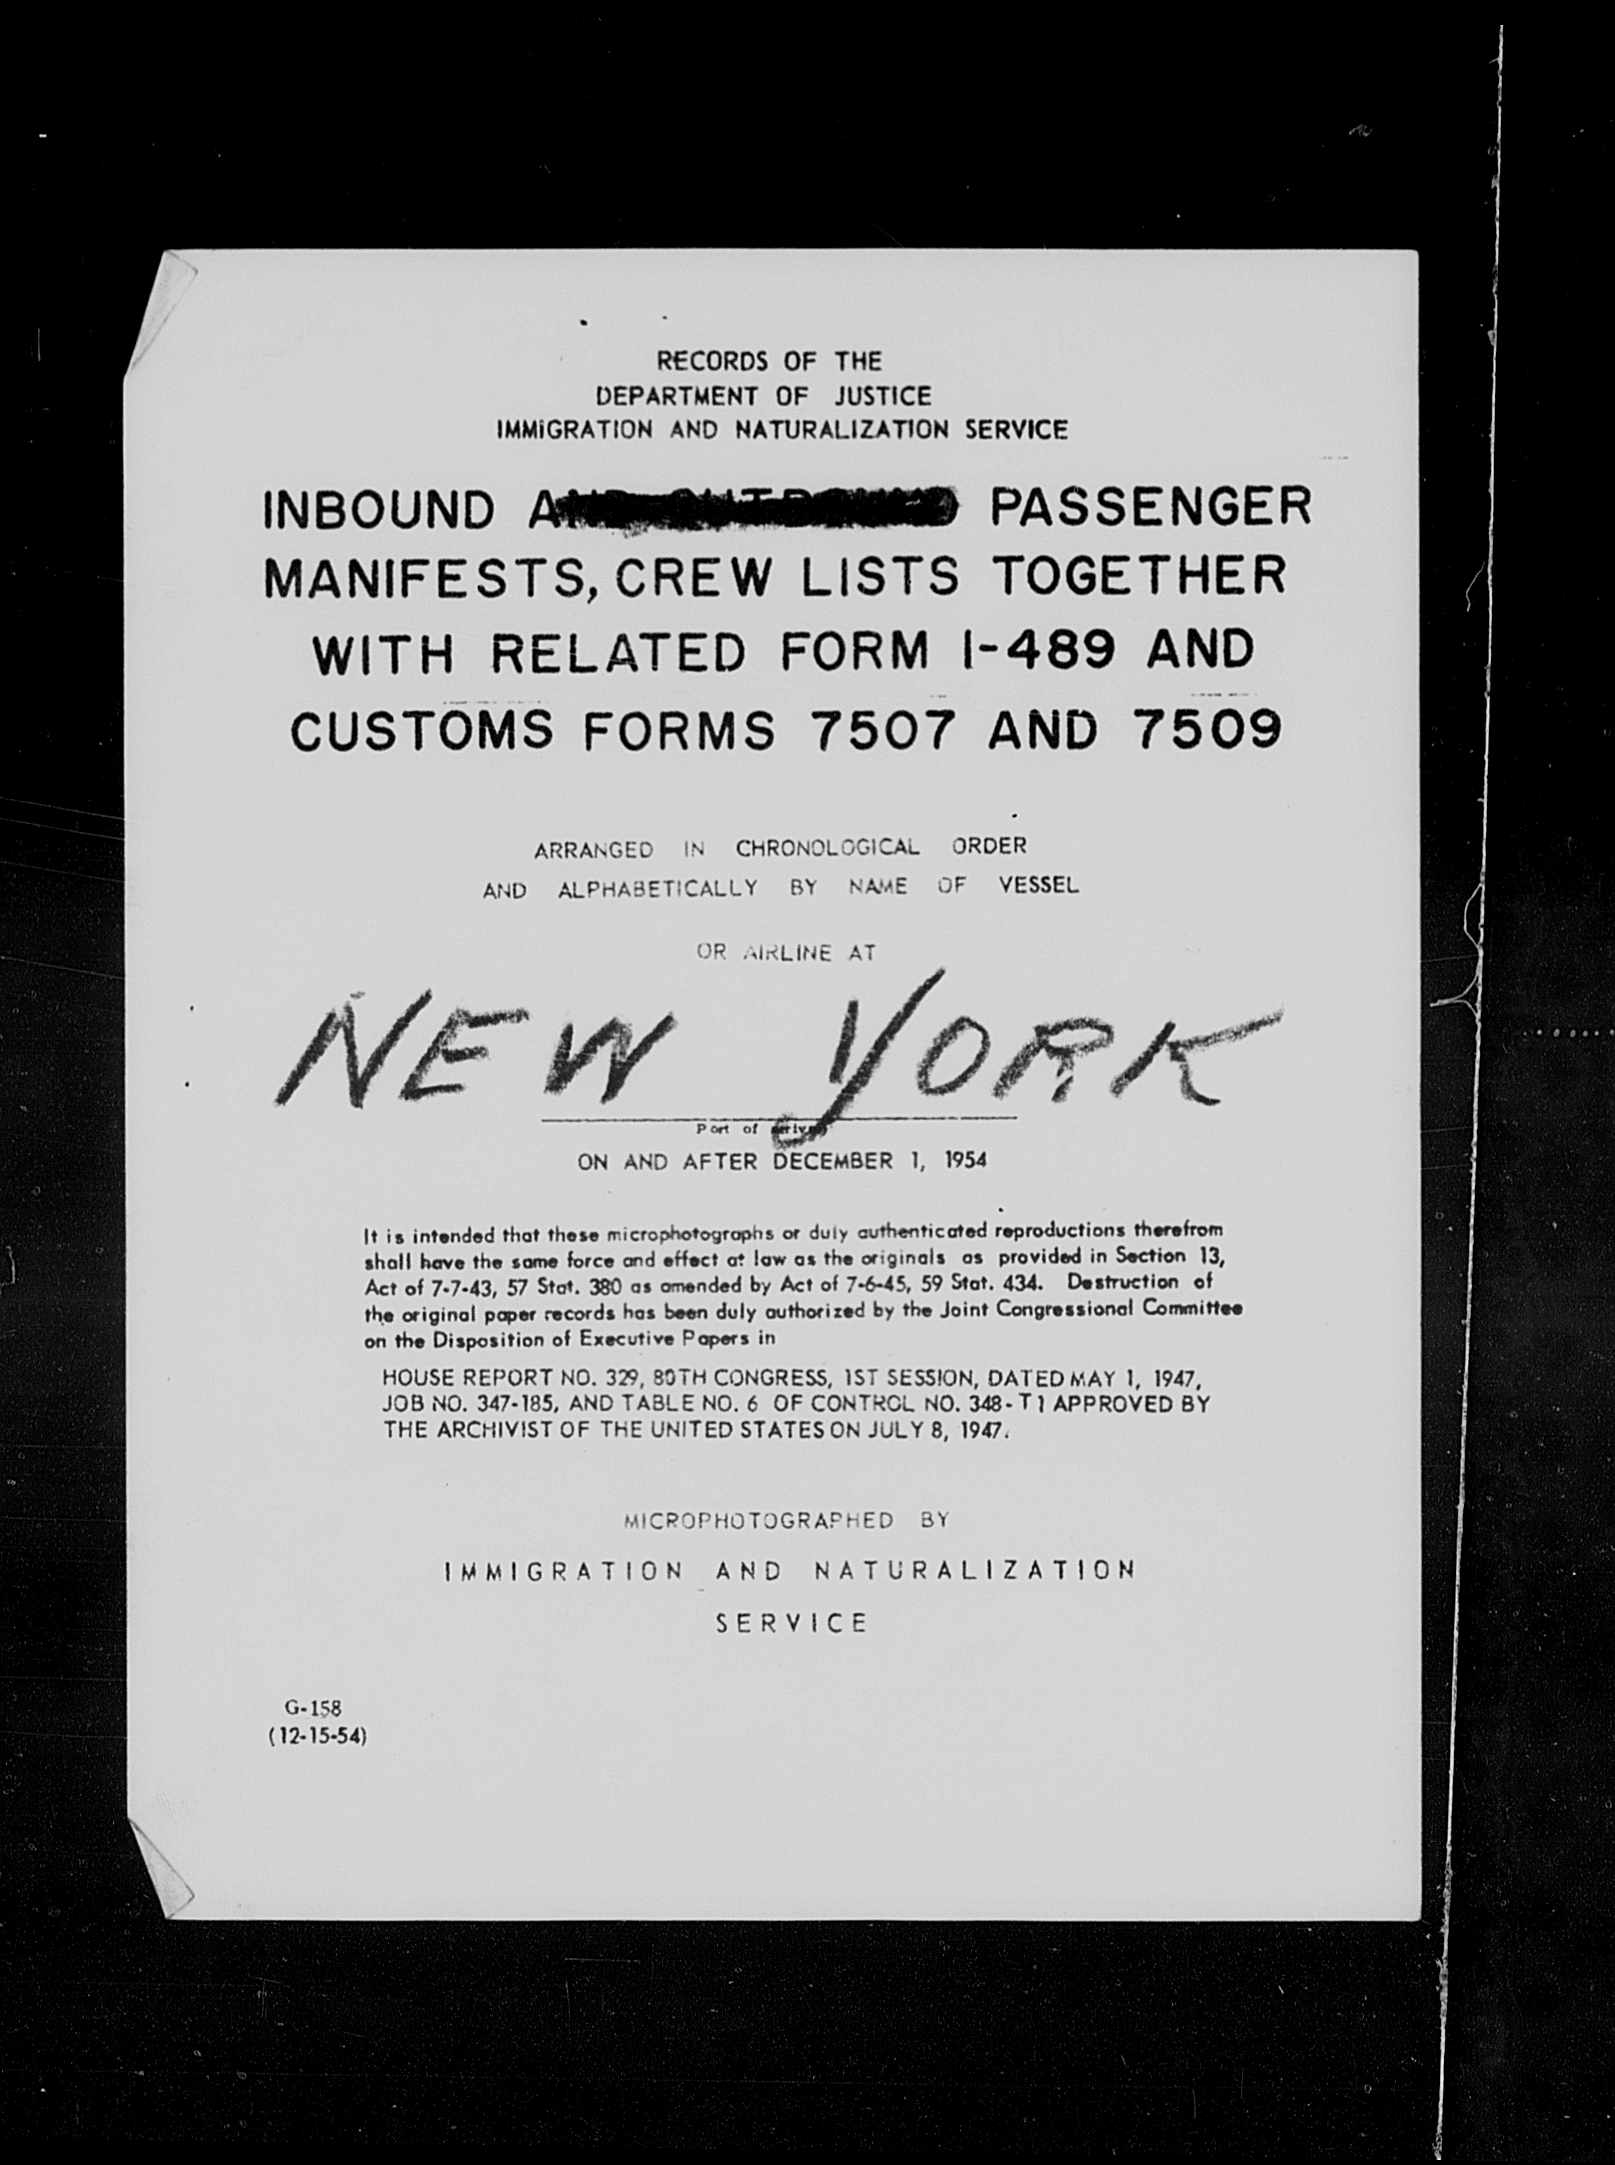 RECORDS OF THE
DEPARTMENT OF JUSTICE
IMMIGRATION AND NATURALIZATION SERVICE
INBOUND AND OUTBOUND PASSENGER
MANIFESTS, CREW LISTS TOGETHER
WITH RELATED FORM I-489 AND
CUSTOMS FORMS 7507 AND 7509
ARRANGED IN CHRONOLOGICAL ORDER
AND ALPHABETICALLY BY NAME OF VESSEL
OR AIRLINE AT
NEW YORK
Port of arrival
ON AND AFTER DECEMBER 1, 1954
It is intended that these microphotographs or duly authenticated reproductions therefrom
shall have the same force and effect at law as the originals as provided in Section 13,
Act of 7-7-43, 57 Stat. 380 as amended by Act of 7-6-45, 59 Stat. 434. Destruction of
the original paper records has been duly authorized by the Joint Congressional Committee
on the Disposition of Executive Papers in
HOUSE REPORT NO. 329, 80TH CONGRESS, 1ST SESSION, DATED MAY 1, 1947,
JOB NO. 347-185, AND TABLE NO. 6 OF CONTROL NO. 348-T1 APPROVED BY
THE ARCHIVIST OF THE UNITED STATES ON JULY 8, 1947.
MICROPHOTOGRAPHED BY
IMMIGRATION AND NATURALIZATION
SERVICE
G-158
(12-15-54)